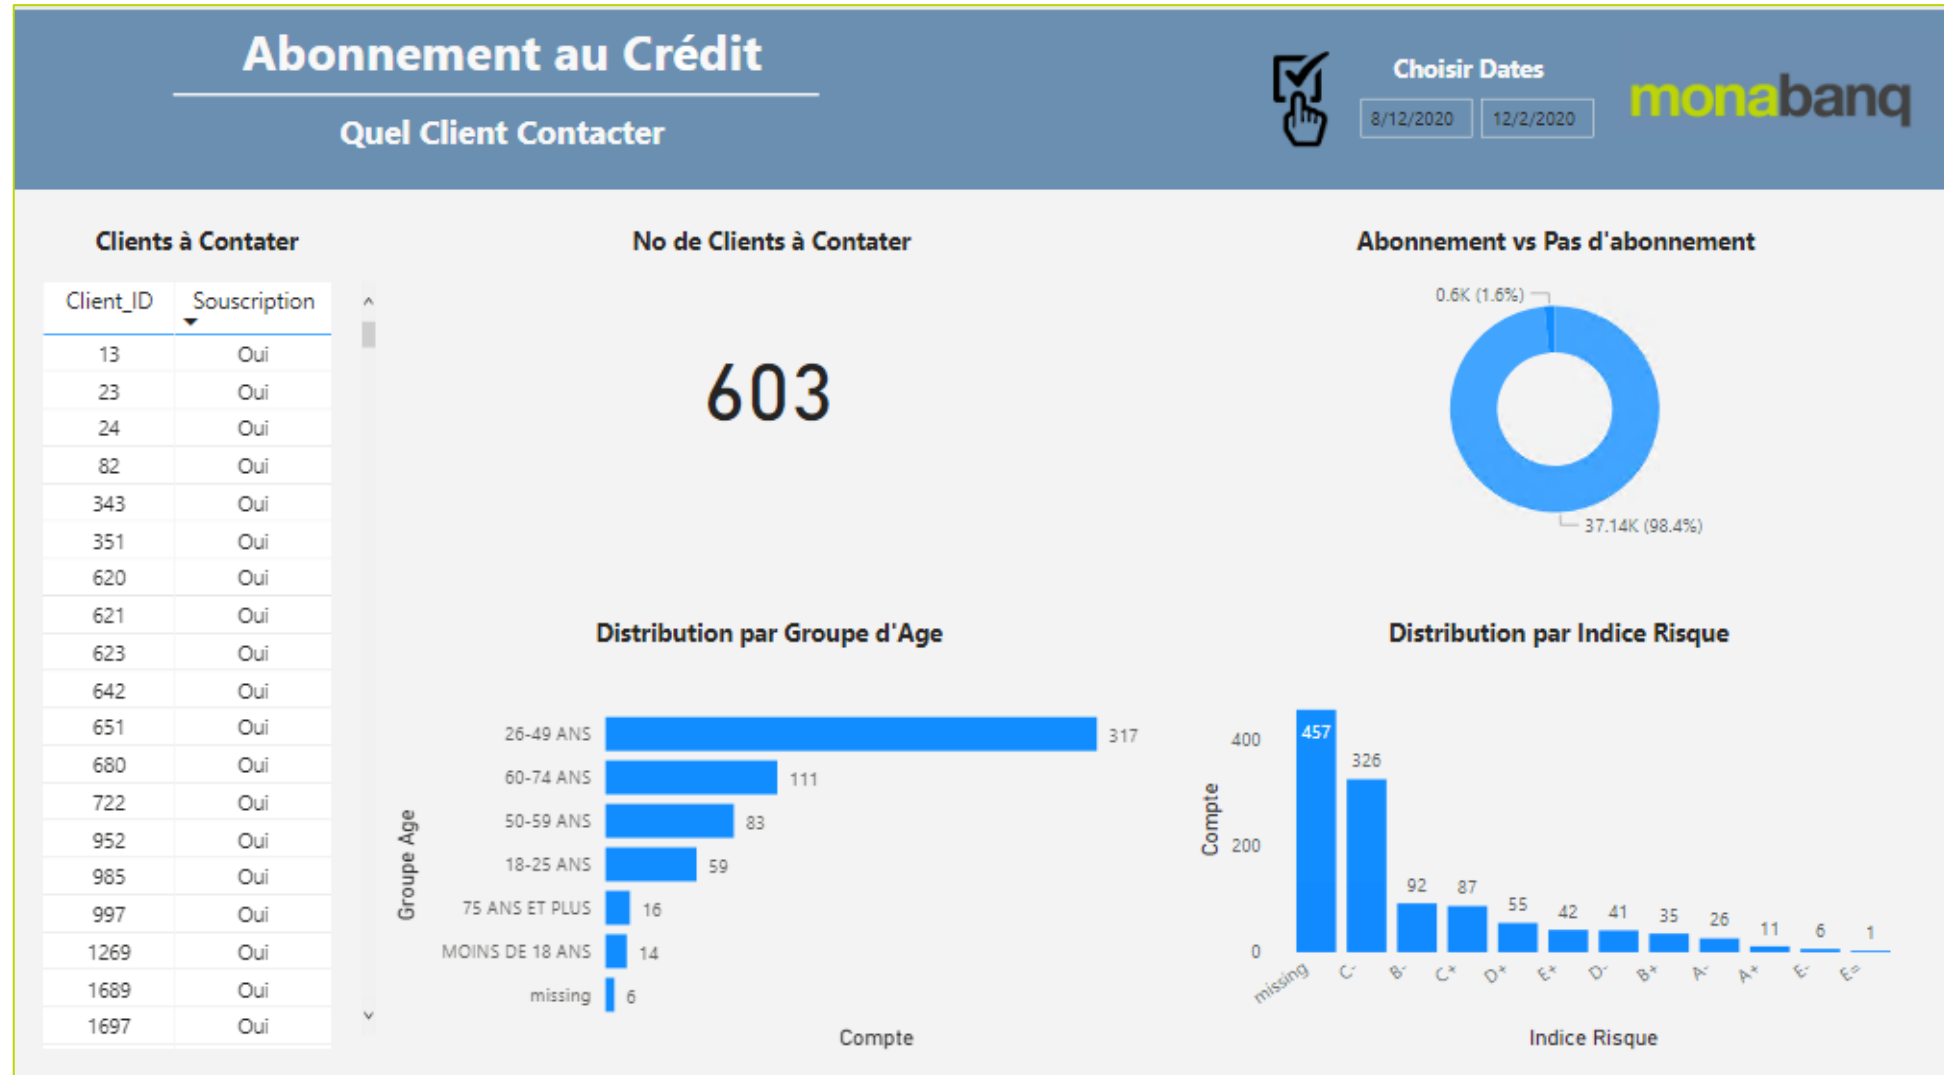 Abonnement au Crédit
Quel Client Contacter
Choisir Dates
8/12/2020 12/2/2020
monabanq
Clients à Contater
Client_ID Souscription
13 Oui
23 Oui
24 Oui
82 Oui
343 Oui
351 Oui
620 Oui
621 Oui
623 Oui
642 Oui
651 Oui
680 Oui
722 Oui
952 Oui
985 Oui
997 Oui
1269 Oui
1689 Oui
1697 Oui
No de Clients à Contater
603
Abonnement vs Pas d'abonnement
0.6K (1.6%)
37.14K (98.4%)
Distribution par Groupe d'Age
Groupe Age
26-49 ANS 317
60-74 ANS 111
50-59 ANS 83
18-25 ANS 59
75 ANS ET PLUS 16
MOINS DE 18 ANS 14
missing 6
Compte
Distribution par Indice Risque
Compte
400
200
0
457 326 92 87 55 42 41 35 26 11 6 1
missing C- B- C+ D+ E+ D- B+ A- A+ E- E=
Indice Risque